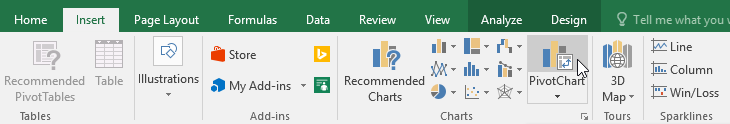 Home Insert Page Layout Formulas Data Review View Analyze Design Tell me what you v
Recommended PivotTables
Table
Illustrations
Store
My Add-ins
Recommended Charts
PivotChart
3D Map
Line
Column
Win/Loss
Tables Add-ins Charts Tours Sparklines